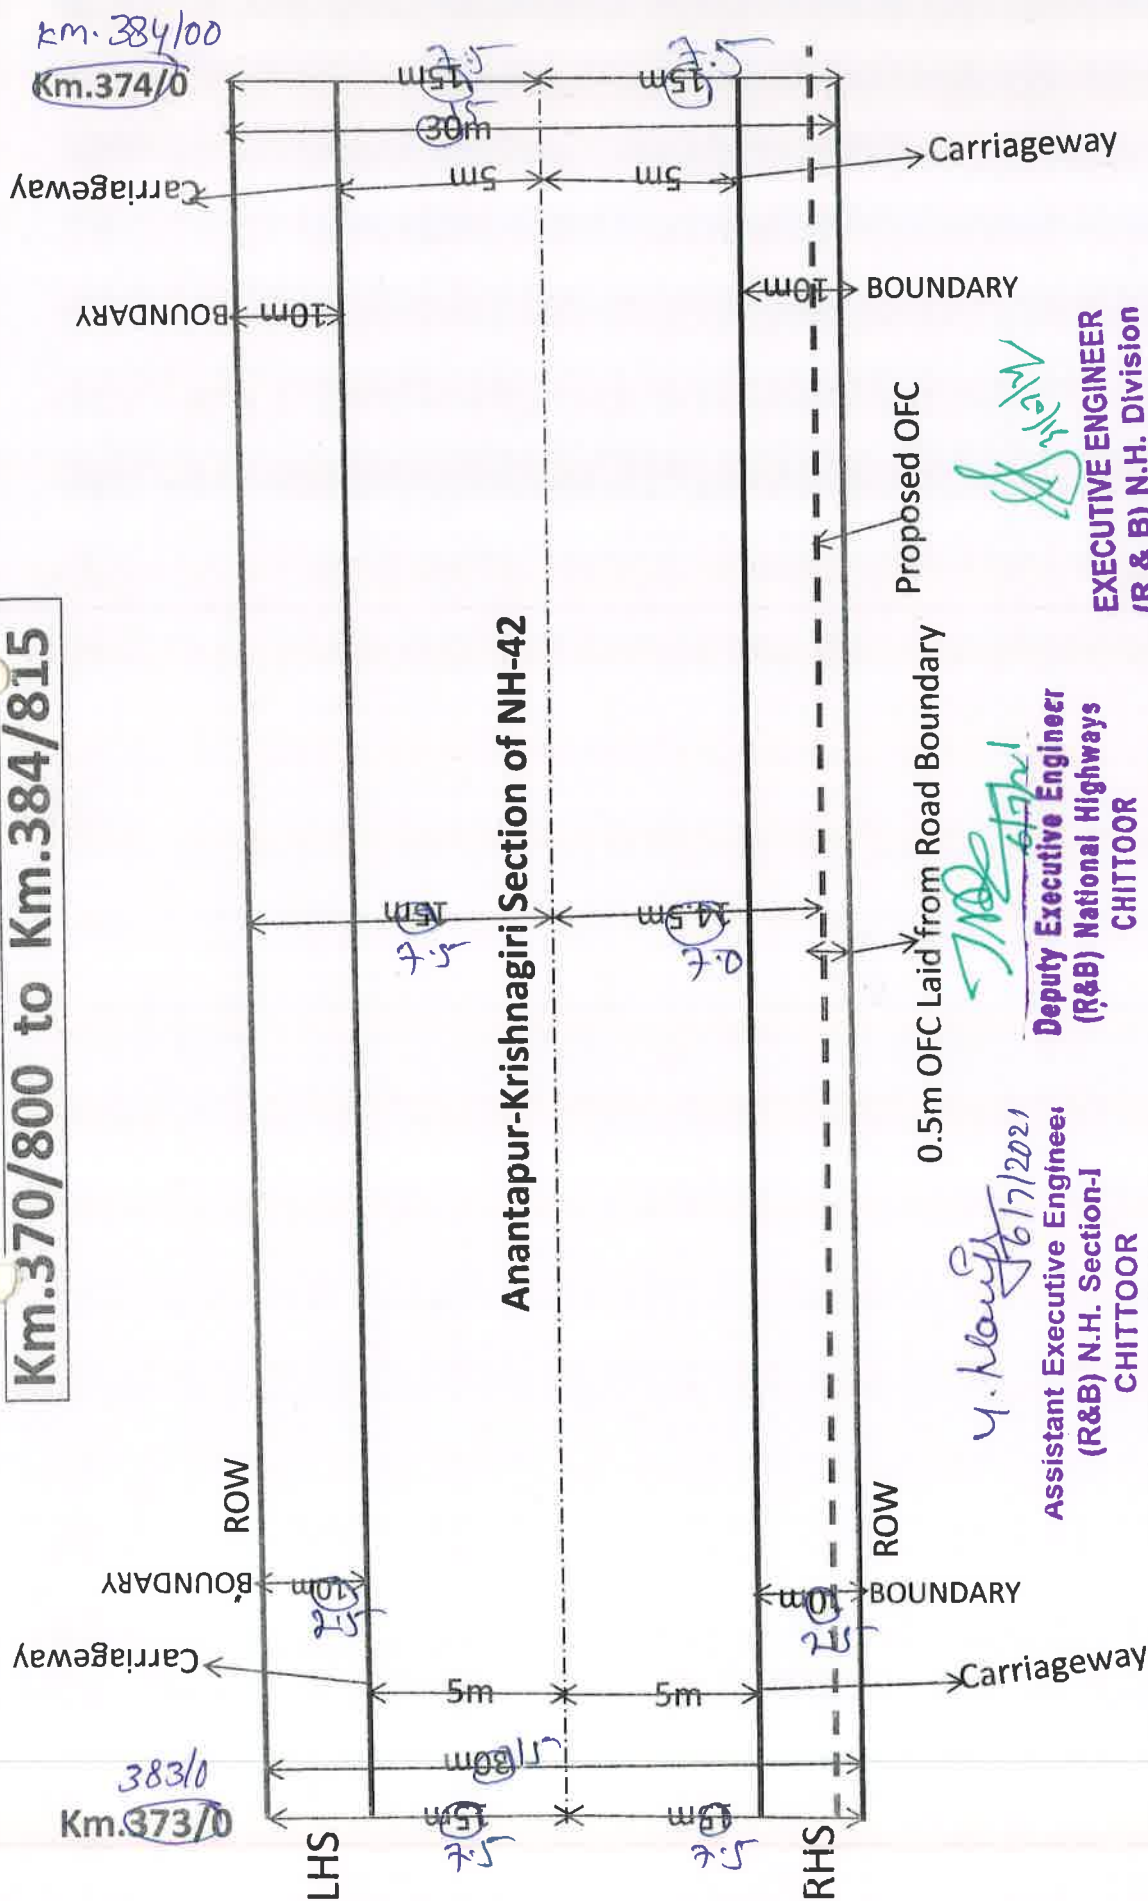 Km.370/800 to Km.384/815
km. 384/00
Km.374/0
15m
7.5
15m
7.5
30m
15
Carriageway
5m
5m
Carriageway
BOUNDARY
10m
10m
BOUNDARY
Proposed OFC
Anantapur-Krishnagiri Section of NH-42
15m
7.5
14.5m
7.0
0.5m OFC Laid from Road Boundary
ROW
ROW
BOUNDARY
10m
2.5
10m
2.5
BOUNDARY
Carriageway
5m
5m
Carriageway
30m
15
383/0
Km.373/0
15m
7.5
15m
7.5
LHS
RHS
6/7/2021
Assistant Executive Engineer
(R&B) N.H. Section-I
CHITTOOR
6/7/21
Deputy Executive Engineer
(R&B) National Highways
CHITTOOR
EXECUTIVE ENGINEER
(R & B) N.H. Division